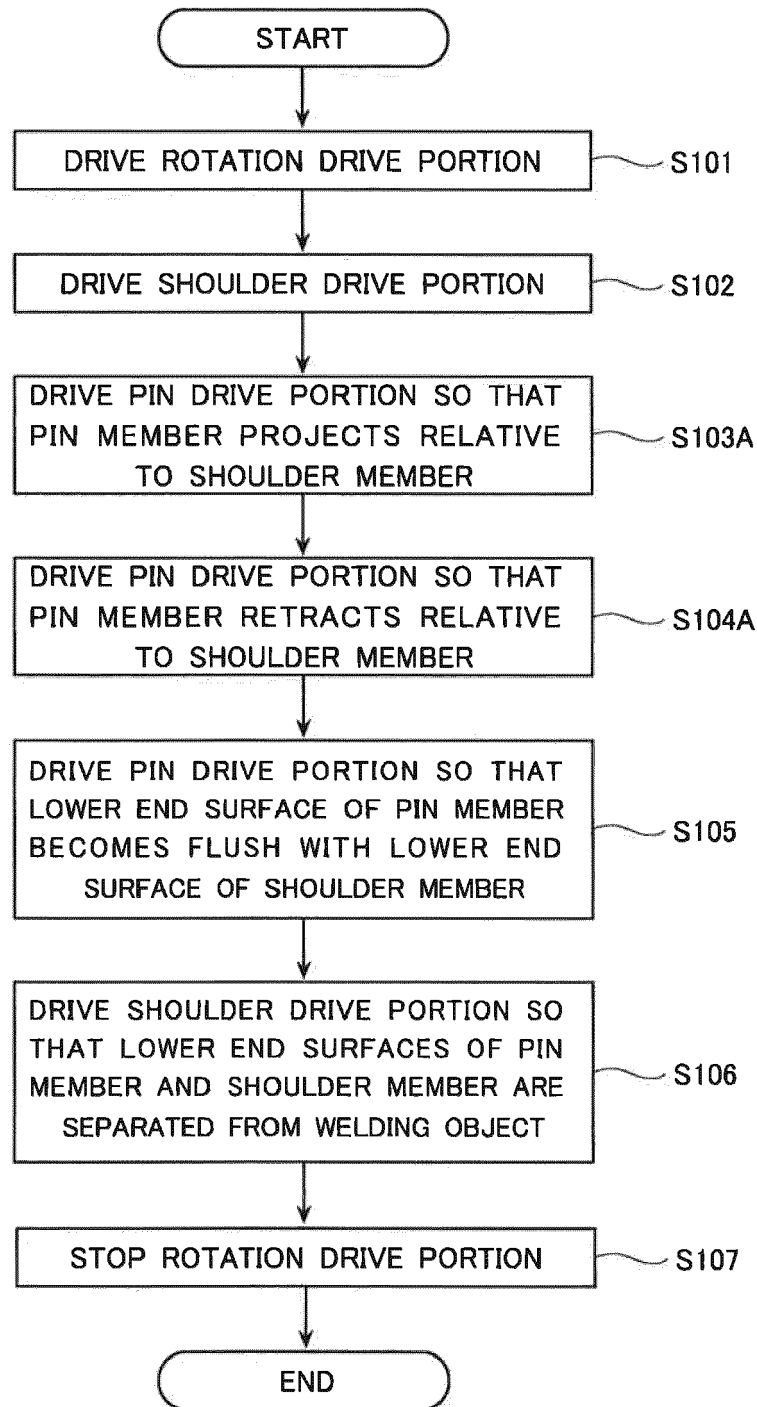 START
DRIVE ROTATION DRIVE PORTION
S101
DRIVE SHOULDER DRIVE PORTION
S102
DRIVE PIN DRIVE PORTION SO THAT
PIN MEMBER PROJECTS RELATIVE
TO SHOULDER MEMBER
S103A
DRIVE PIN DRIVE PORTION SO THAT
PIN MEMBER RETRACTS RELATIVE
TO SHOULDER MEMBER
S104A
DRIVE PIN DRIVE PORTION SO THAT
LOWER END SURFACE OF PIN MEMBER
BECOMES FLUSH WITH LOWER END
SURFACE OF SHOULDER MEMBER
S105
DRIVE SHOULDER DRIVE PORTION SO
THAT LOWER END SURFACES OF PIN
MEMBER AND SHOULDER MEMBER ARE
SEPARATED FROM WELDING OBJECT
S106
STOP ROTATION DRIVE PORTION
S107
END